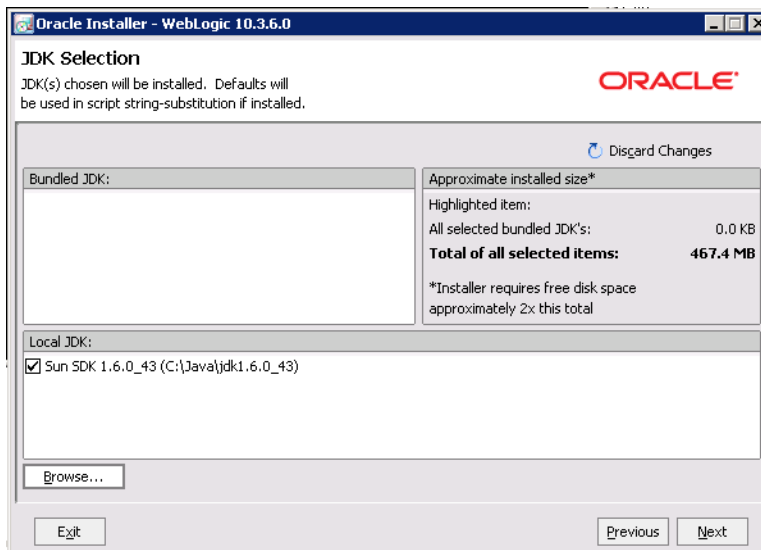 Oracle Installer - WebLogic 10.3.6.0
JDK Selection
JDK(s) chosen will be installed. Defaults will
be used in script string-substitution if installed.
ORACLE
Discard Changes
Bundled JDK:
Approximate installed size*
Highlighted item:
All selected bundled JDK's: 0.0 KB
Total of all selected items: 467.4 MB
*Installer requires free disk space
approximately 2x this total
Local JDK:
Sun SDK 1.6.0_43 (C:\Java\jdk1.6.0_43)
Browse...
Exit Previous Next